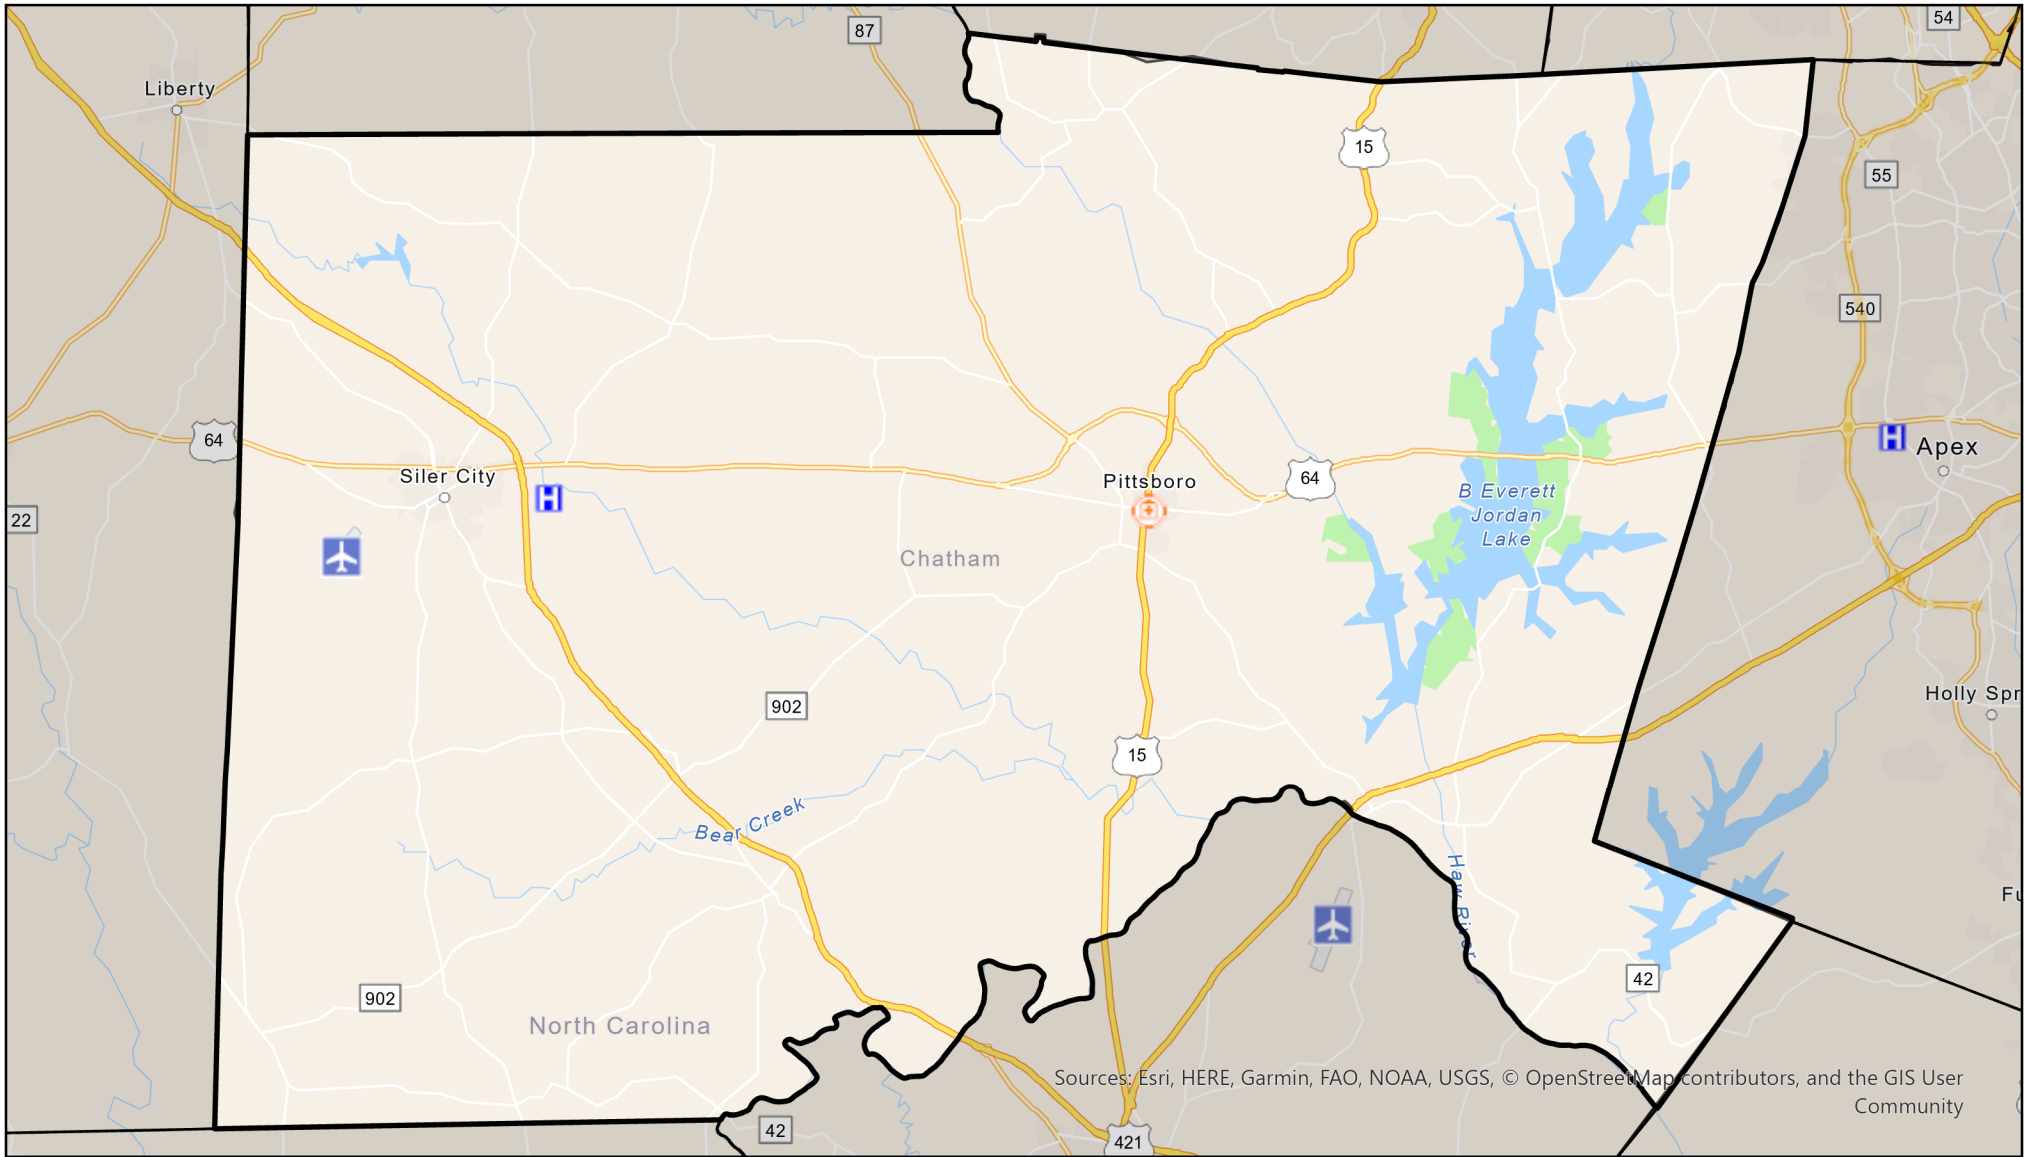 87
54
Liberty
15
55
540
64
Siler City
H
Pittsboro
64
H
Apex
B Everett
Jordan
Lake
22
Chatham
902
15
Holly Spr
Bear Creek
Haw River
Fu
902
North Carolina
42
Sources: Esri, HERE, Garmin, FAO, NOAA, USGS, © OpenStreetMap contributors, and the GIS User
Community
42
421